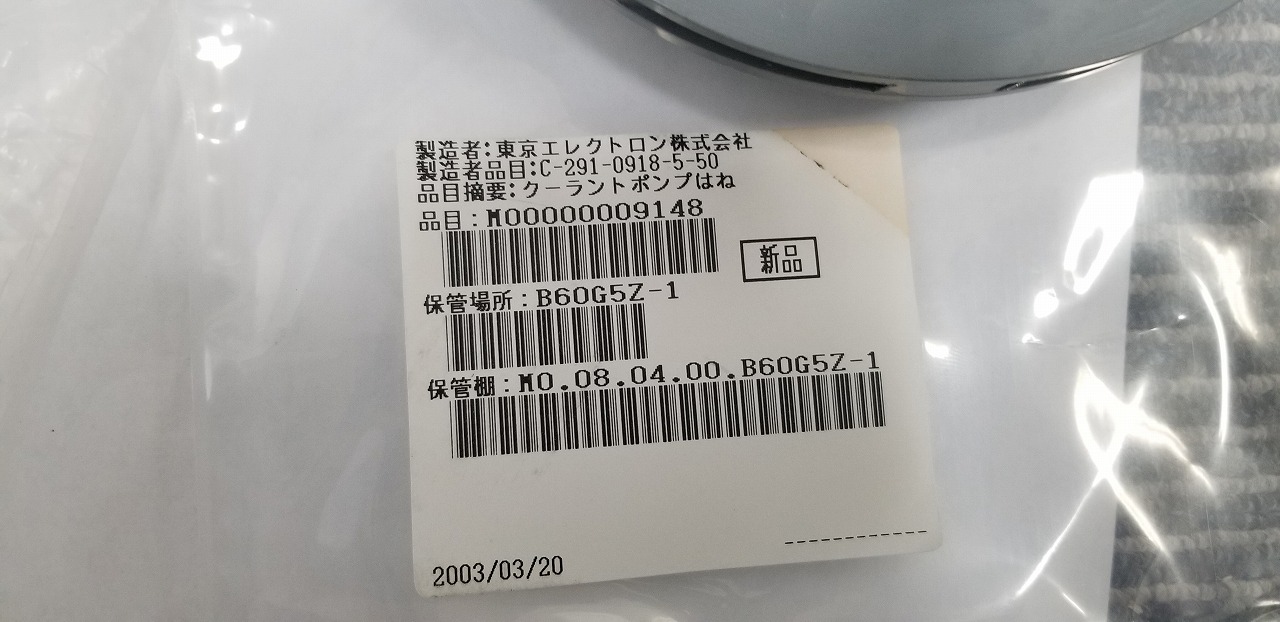 製造者:東京エレクトロン株式会社
製造者品目:C-291-0918-5-50
品目摘要:クーラントポンプはね
品目:M00000009148
新品
保管場所:B60G5Z-1
保管棚:M0.08.04.00.B60G5Z-1
------------
2003/03/20